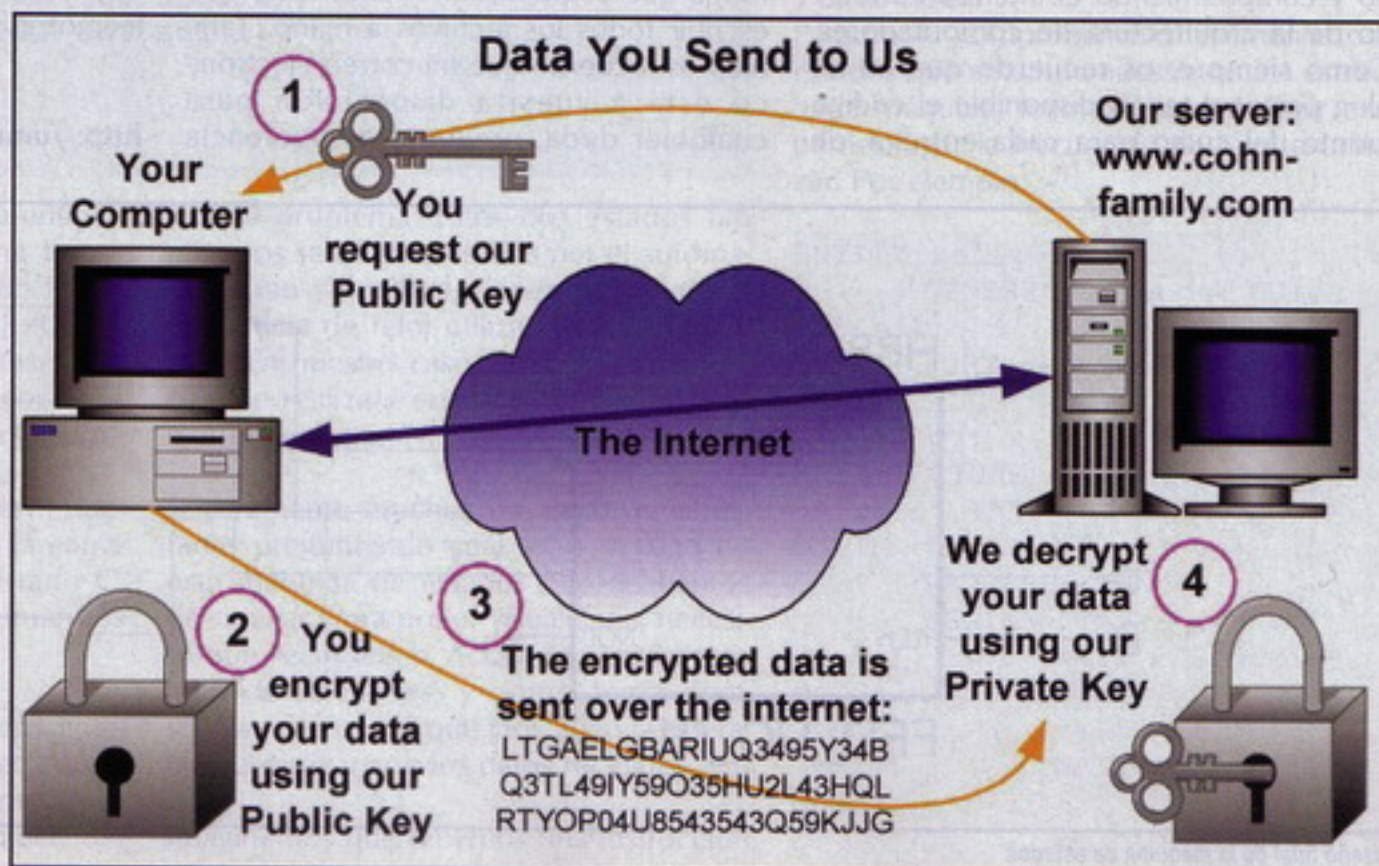 Data You Send to Us
1
Your
Computer
You
request our
Public Key
Our server:
www.cohn-
family.com
The Internet
2
You
encrypt
your data
using our
Public Key
3
The encrypted data is
sent over the internet:
LTGAELGBARIUQ3495Y34B
Q3TL49IY59O35HU2L43HQL
RTYOP04U8543543Q59KJJG
We decrypt
your data
using our
Private Key
4